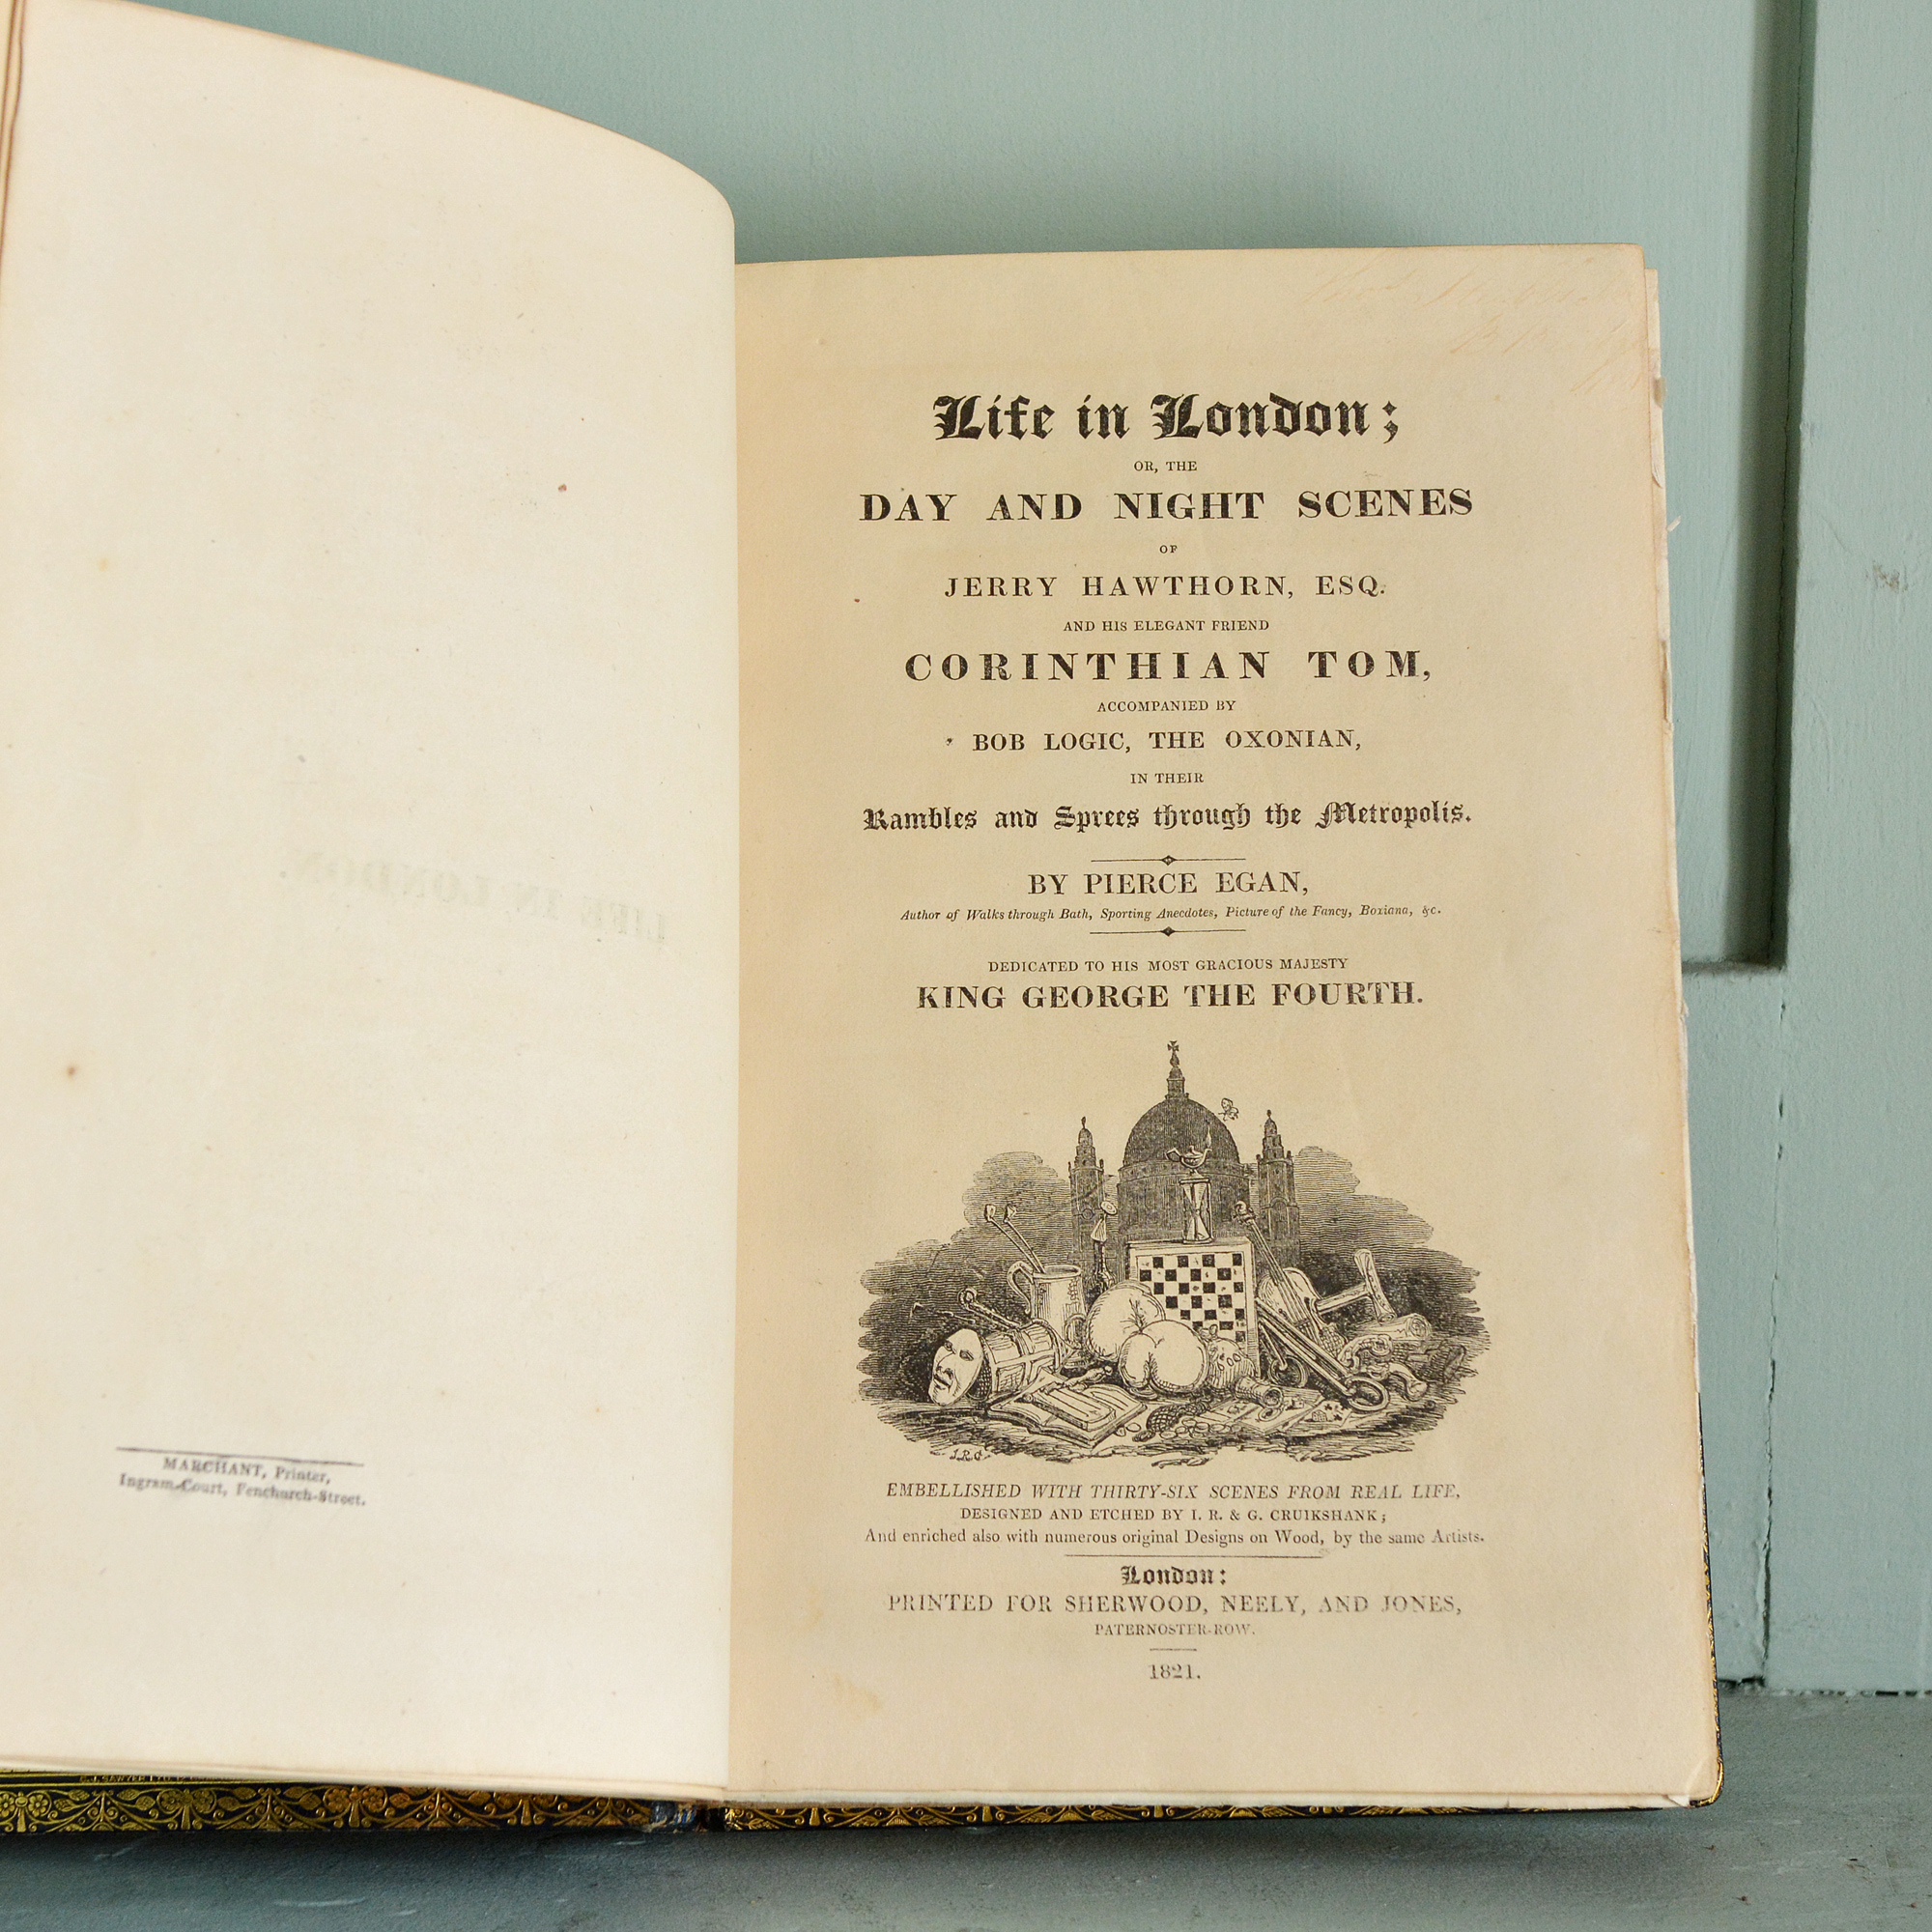 MARCHANT, Printer,
Ingram-Court, Fenchurch-Street.
Life in London;
OR, THE
DAY AND NIGHT SCENES
OF
JERRY HAWTHORN, ESQ.
AND HIS ELEGANT FRIEND
CORINTHIAN TOM,
ACCOMPANIED BY
BOB LOGIC, THE OXONIAN,
IN THEIR
Rambles and Sprees through the Metropolis.
BY PIERCE EGAN,
Author of Walks through Bath, Sporting Anecdotes, Picture of the Fancy, Boxiana, &c.
DEDICATED TO HIS MOST GRACIOUS MAJESTY
KING GEORGE THE FOURTH.
I.R.C.
EMBELLISHED WITH THIRTY-SIX SCENES FROM REAL LIFE,
DESIGNED AND ETCHED BY I. R. & G. CRUIKSHANK;
And enriched also with numerous original Designs on Wood, by the same Artists.
London:
PRINTED FOR SHERWOOD, NEELY, AND JONES,
PATERNOSTER-ROW.
1821.